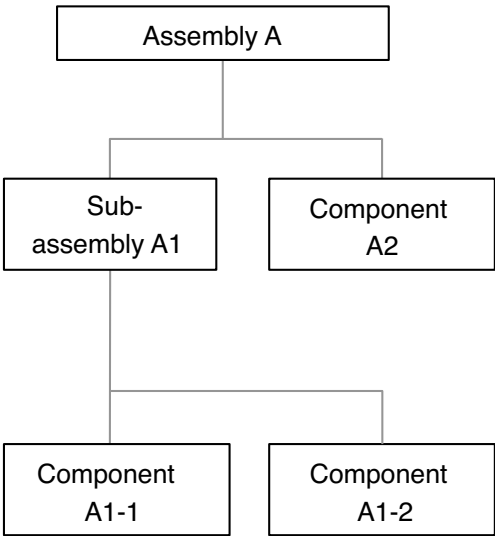 Assembly A
Sub-
assembly A1
Component
A2
Component
A1-1
Component
A1-2